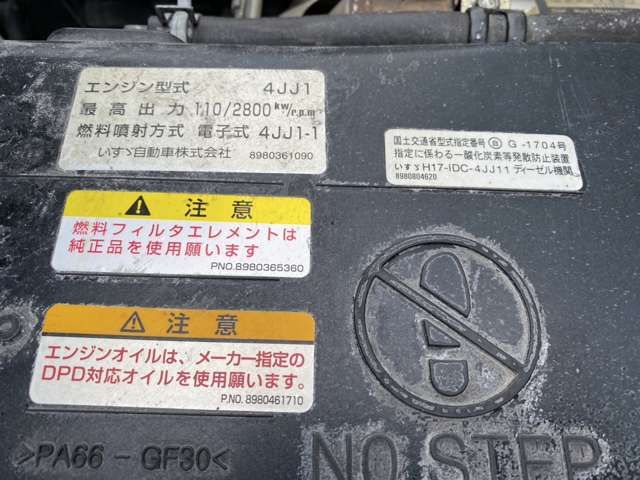 エンジン型式 4JJ1
最高出力 110/2800 kW/r.p.m
燃料噴射方式 電子式 4JJ1-1
いすゞ自動車株式会社 8980361090
国土交通省型式指定番号 Ⓑ G -1704号
指定に係わる一酸化炭素等発散防止装置
いすゞH17-IDC-4JJ11 ディーゼル機関
8980804620
注意
燃料フィルタエレメントは
純正品を使用願います
PNO.8980365360
注意
エンジンオイルは、メーカー指定の
DPD対応オイルを使用願います。
P.NO. 8980461710
>PA66-GF30<
NO STEP